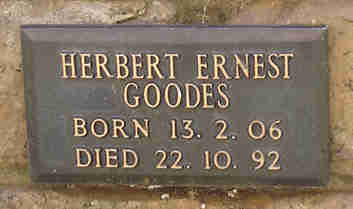 HERBERT ERNEST
GOODES
BORN 13. 2. 06
DIED 22. 10. 92